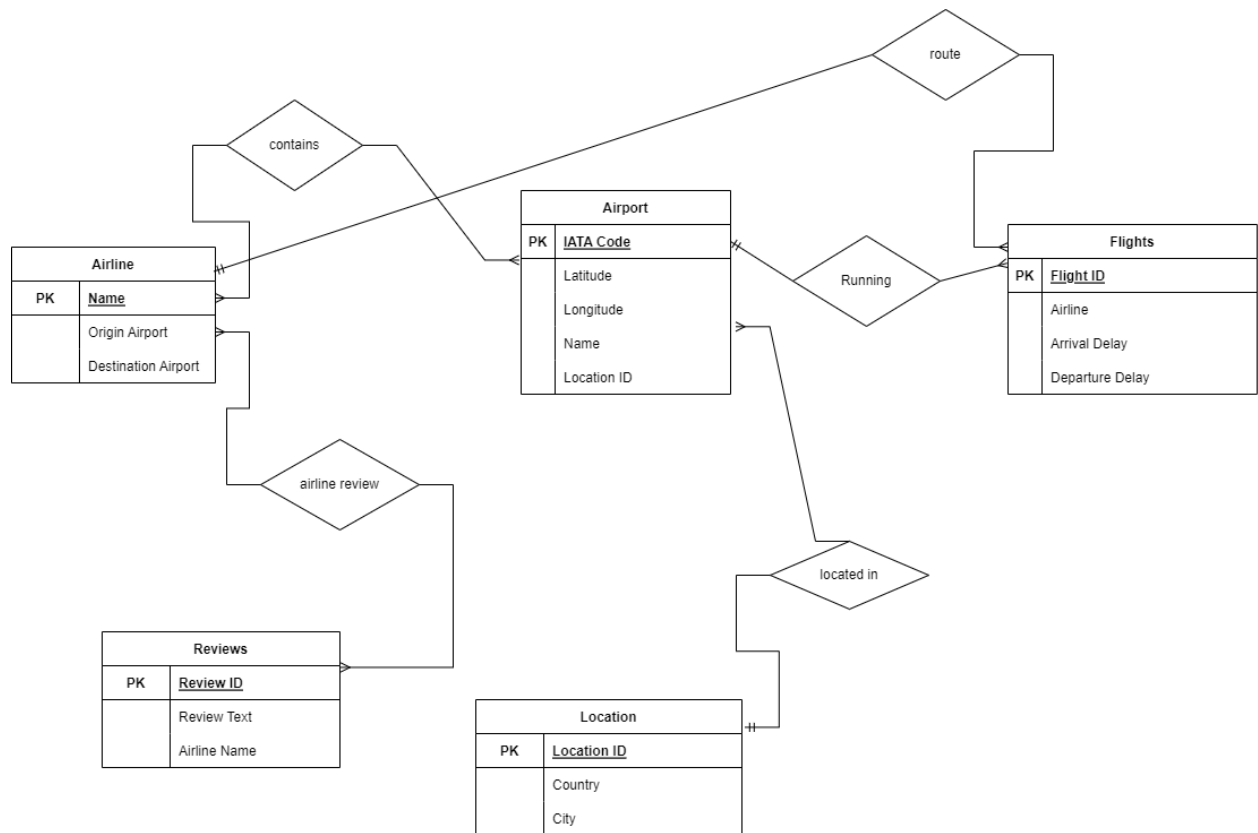 route
contains
Airport
PK IATA Code
Latitude
Longitude
Name
Location ID
Airline
PK Name
Origin Airport
Destination Airport
Running
Flights
PK Flight ID
Airline
Arrival Delay
Departure Delay
airline review
located in
Reviews
PK Review ID
Review Text
Airline Name
Location
PK Location ID
Country
City